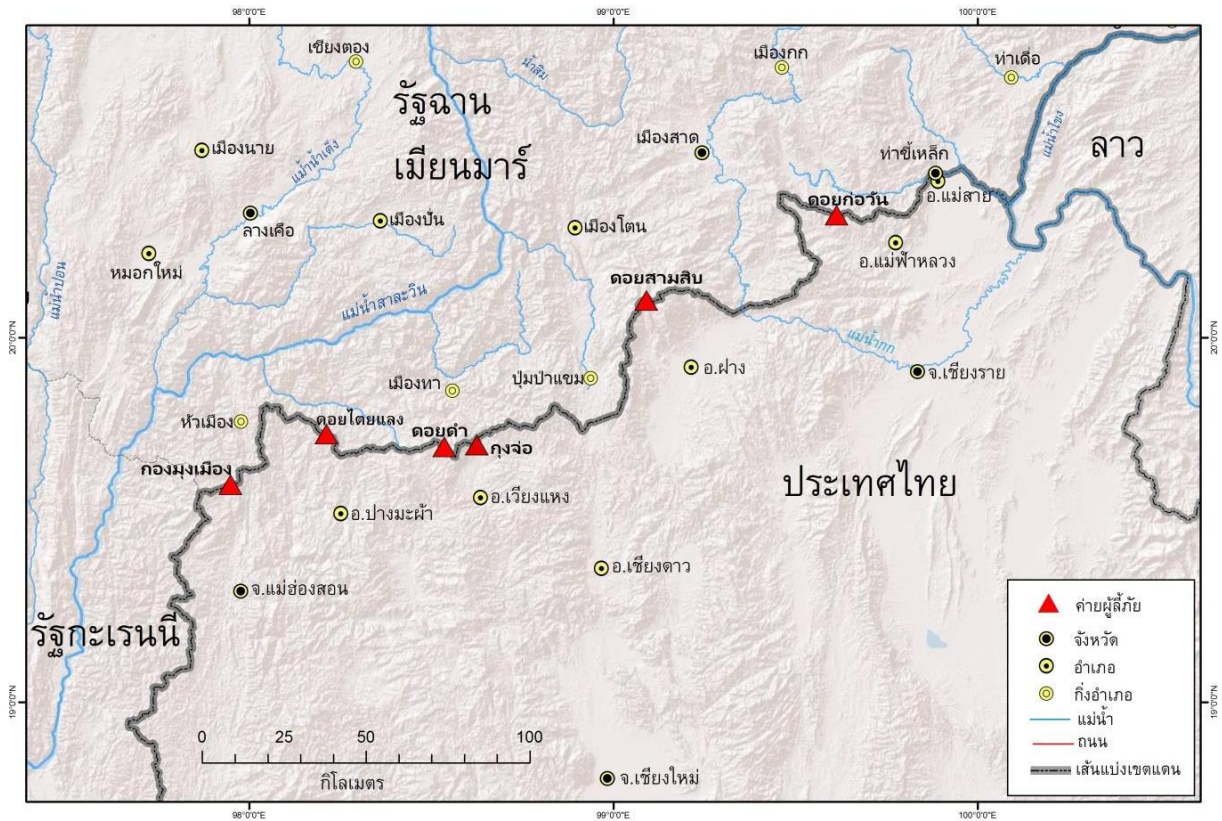 98°0'0"E
99°0'0"E
100°0'0"E
เชียงตอง
น้ำสิม
เมืองกก
ท่าเดื่อ
รัฐฉาน
เมียนมาร์
ลาว
แม่น้ำโขง
เมืองนาย
แม่น้ำเต็ง
เมืองสาด
ท่าขี้เหล็ก
อ.แม่สาย
ดอยก่อวัน
ลางเคือ
เมืองปั่น
เมืองโตน
หมอกใหม่
อ.แม่ฟ้าหลวง
แม่น้ำปอน
แม่น้ำสาละวิน
ดอยสามสิบ
20°0'0"N
20°0'0"N
แม่น้ำกก
เมืองทา
ปุ่มป่าแขม
อ.ฝาง
จ.เชียงราย
หัวเมือง
ดอยไตยแลง
ดอยดำ
กุงจ่อ
กองมุงเมือง
อ.เวียงแหง
อ.ปางมะผ้า
ประเทศไทย
อ.เชียงดาว
จ.แม่ฮ่องสอน
รัฐกะเรนนี
19°0'0"N
19°0'0"N
0 25 50 100
กิโลเมตร
จ.เชียงใหม่
ค่ายผู้ลี้ภัย
จังหวัด
อำเภอ
กิ่งอำเภอ
แม่น้ำ
ถนน
เส้นแบ่งเขตแดน
98°0'0"E
99°0'0"E
100°0'0"E